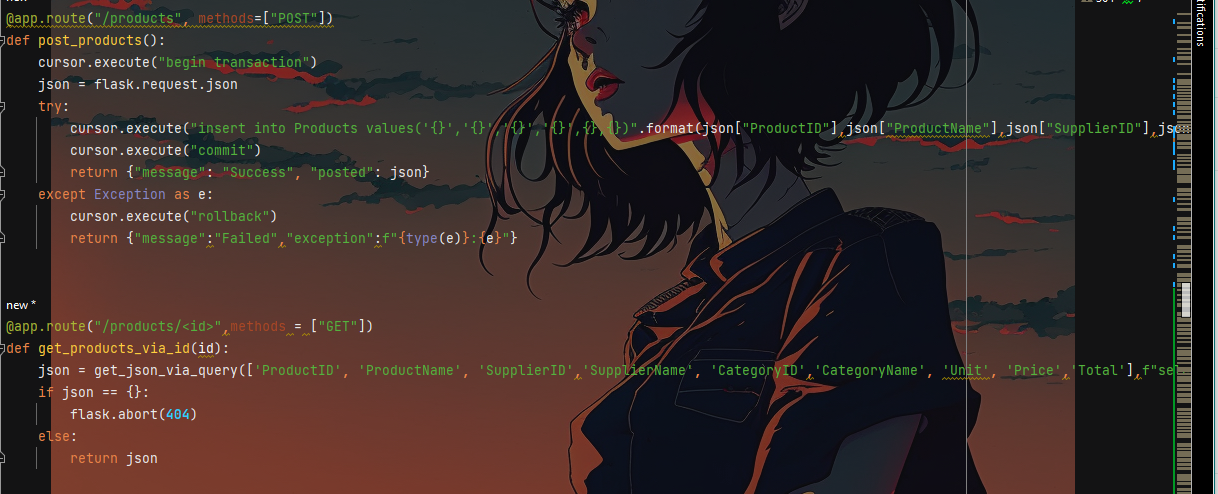 @app.route("/products", methods=["POST"])
def post_products():
cursor.execute("begin transaction")
json = flask.request.json
try:
cursor.execute("insert into Products values('{}','{}','{}','{}',{},{})".format(json["ProductID"],json["ProductName"],json["SupplierID"],json
cursor.execute("commit")
return {"message": "Success", "posted": json}
except Exception as e:
cursor.execute("rollback")
return {"message":"Failed","exception":f"{type(e)}:{e}"}
new *
@app.route("/products/<id>",methods = ["GET"])
def get_products_via_id(id):
json = get_json_via_query(['ProductID', 'ProductName', 'SupplierID','SupplierName', 'CategoryID','CategoryName', 'Unit', 'Price','Total'],f"se
if json == {}:
flask.abort(404)
else:
return json
ifications